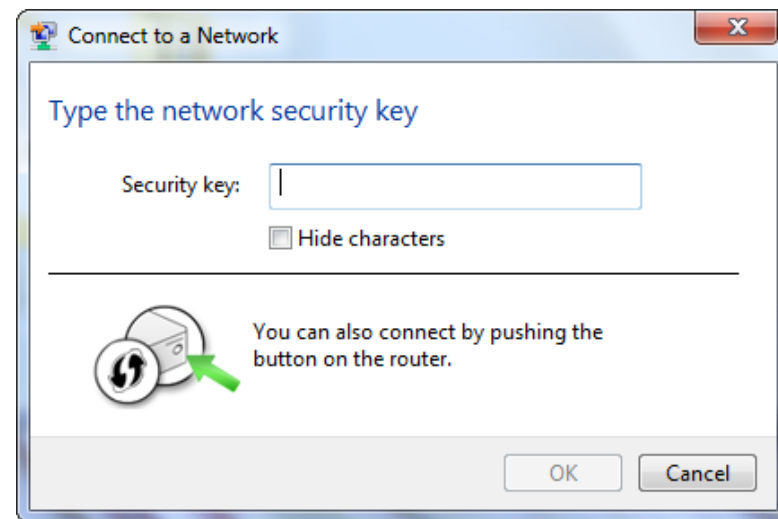 Connect to a Network
Type the network security key
Security key:
Hide characters
You can also connect by pushing the
button on the router.
OK Cancel